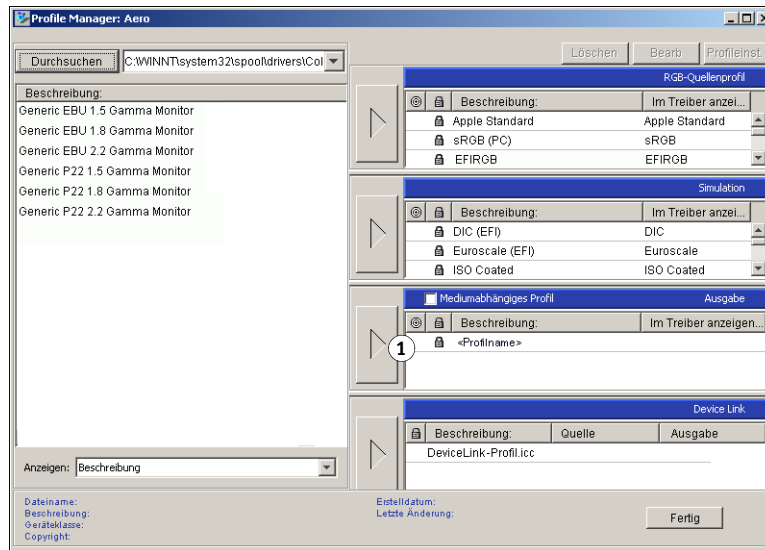 Profile Manager: Aero
Durchsuchen
C:\WINNT\system32\spool\drivers\Col
Beschreibung:
Generic EBU 1.5 Gamma Monitor
Generic EBU 1.8 Gamma Monitor
Generic EBU 2.2 Gamma Monitor
Generic P22 1.5 Gamma Monitor
Generic P22 1.8 Gamma Monitor
Generic P22 2.2 Gamma Monitor
Anzeigen: Beschreibung
Löschen Bearb Profileinst.
RGB-Quellenprofil
Beschreibung: Im Treiber anzei...
Apple Standard Apple Standard
sRGB (PC) sRGB
EFIRGB EFIRGB
Simulation
Beschreibung: Im Treiber anzei...
DIC (EFI) DIC
Euroscale (EFI) Euroscale
ISO Coated ISO Coated
Mediumabhängiges Profil Ausgabe
Beschreibung: Im Treiber anzeigen...
1 <Profilname>
Device Link
Beschreibung: Quelle Ausgabe
DeviceLink-Profil.icc
Dateiname:
Beschreibung:
Geräteklasse:
Copyright:
Erstelldatum:
Letzte Änderung:
Fertig